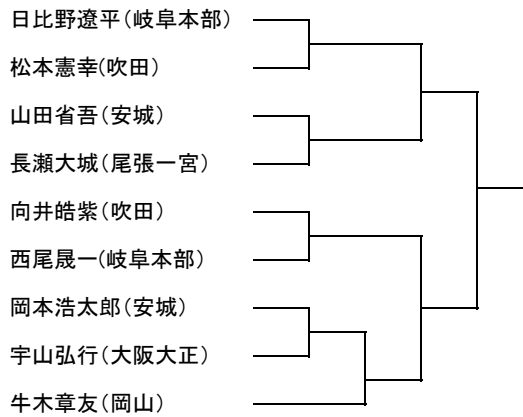 日比野遼平（岐阜本部）
松本憲幸(吹田）
山田省吾（安城）
長瀬大城（尾張一宮）
向井皓紫（吹田）
西尾晟一(岐阜本部）
岡本浩太郎（安城）
宇山弘行（大阪大正）
牛木章友（岡山）